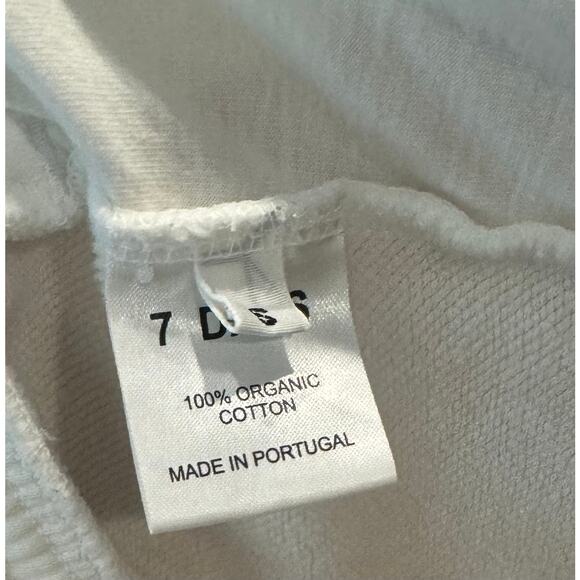 7
S
100% ORGANIC
COTTON
MADE IN PORTUGAL